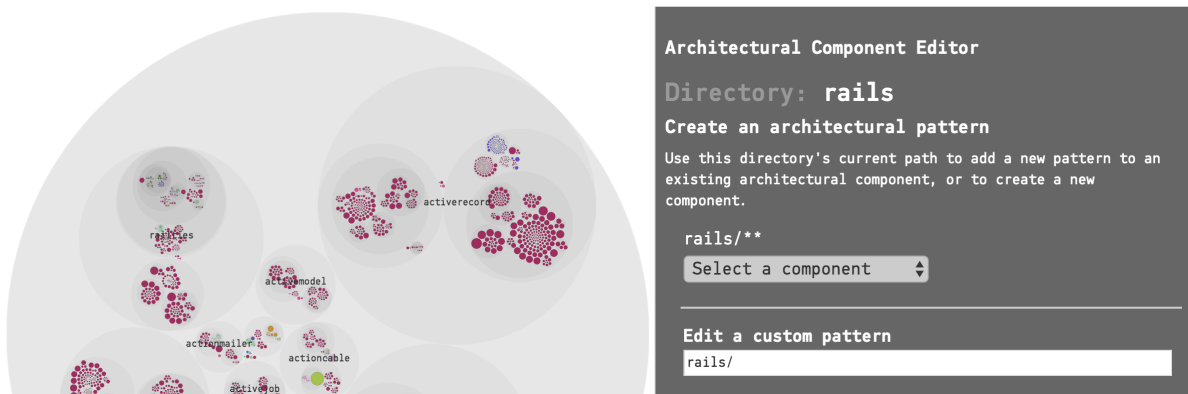 railties
activerecord
activemodel
actionmailer
actioncable
activejob
Architectural Component Editor
Directory: rails
Create an architectural pattern
Use this directory's current path to add a new pattern to an
existing architectural component, or to create a new
component.
rails/**
Select a component
Edit a custom pattern
rails/